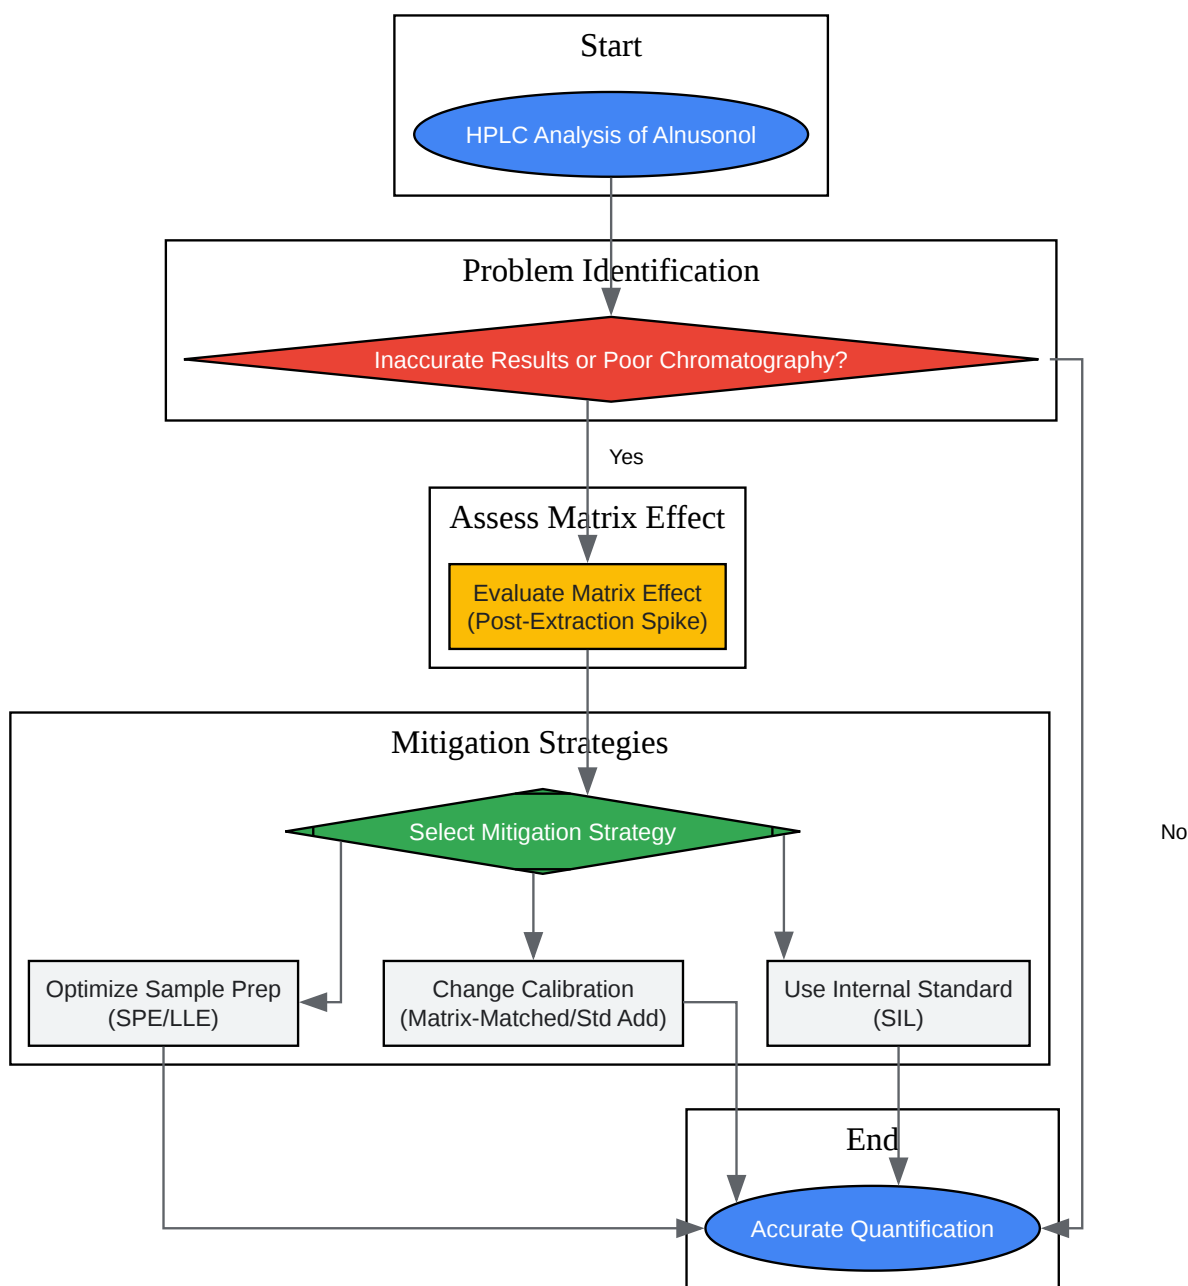 Start
HPLC Analysis of Alnusonol
Problem Identification
Inaccurate Results or Poor Chromatography?
Yes
Assess Matrix Effect
Evaluate Matrix Effect
(Post-Extraction Spike)
Mitigation Strategies
Select Mitigation Strategy
No
Optimize Sample Prep
(SPE/LLE)
Change Calibration
(Matrix-Matched/Std Add)
Use Internal Standard
(SIL)
End
Accurate Quantification